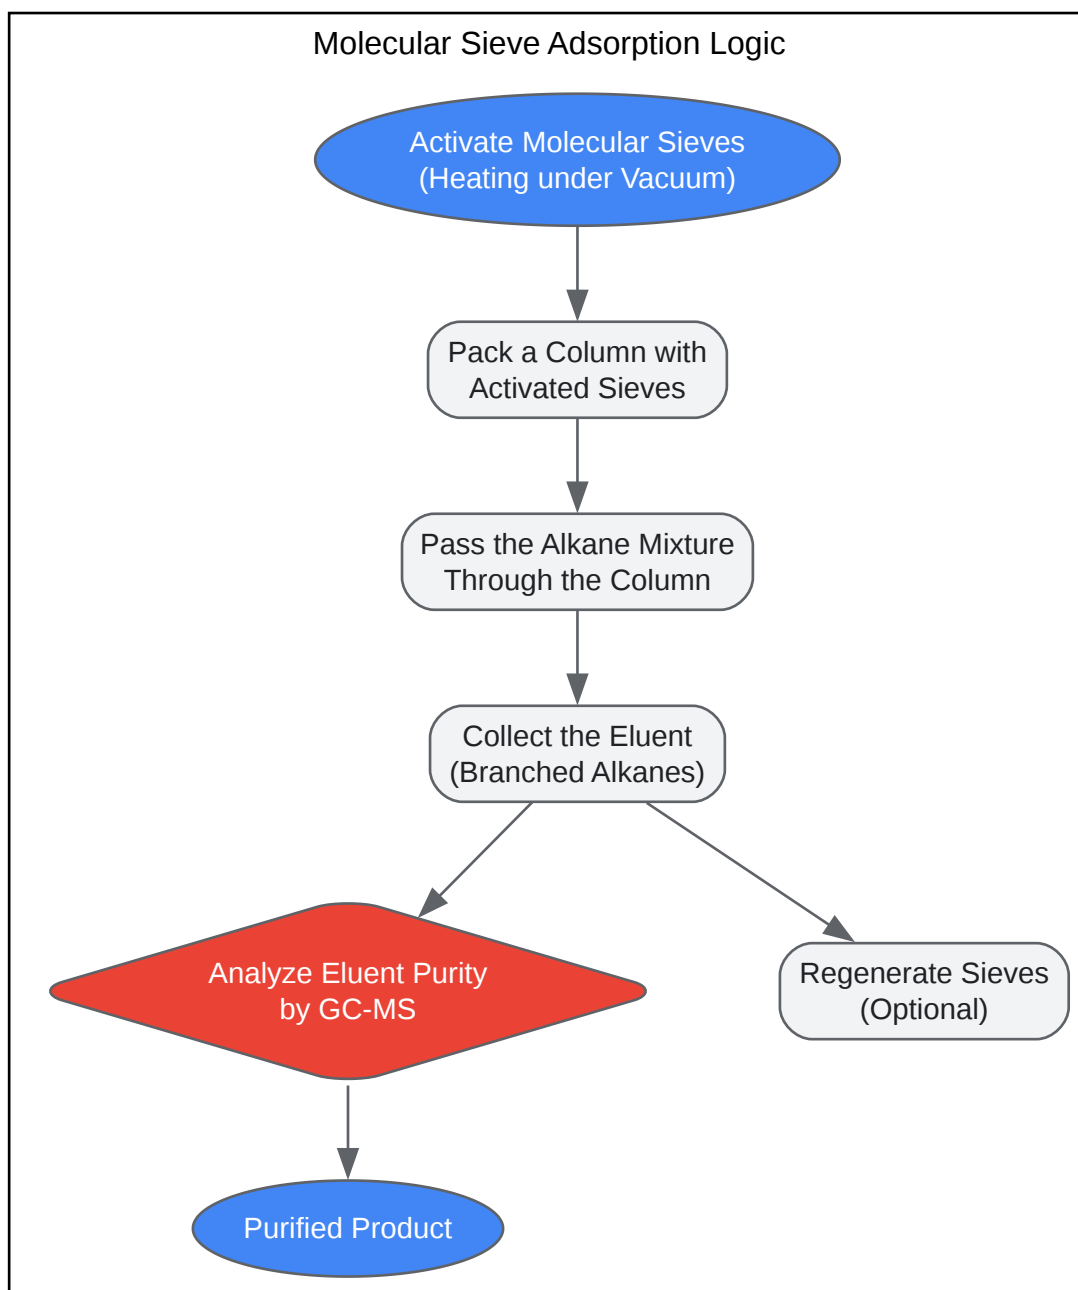 Molecular Sieve Adsorption Logic
Activate Molecular Sieves
(Heating under Vacuum)
Pack a Column with
Activated Sieves
Pass the Alkane Mixture
Through the Column
Collect the Eluent
(Branched Alkanes)
Analyze Eluent Purity
by GC-MS
Regenerate Sieves
(Optional)
Purified Product